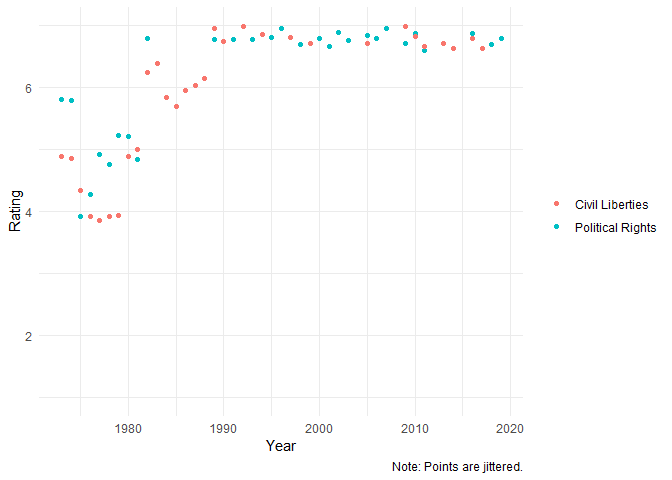 6
4
2
Rating
1980 1990 2000 2010 2020
Year
Civil Liberties
Political Rights
Note: Points are jittered.